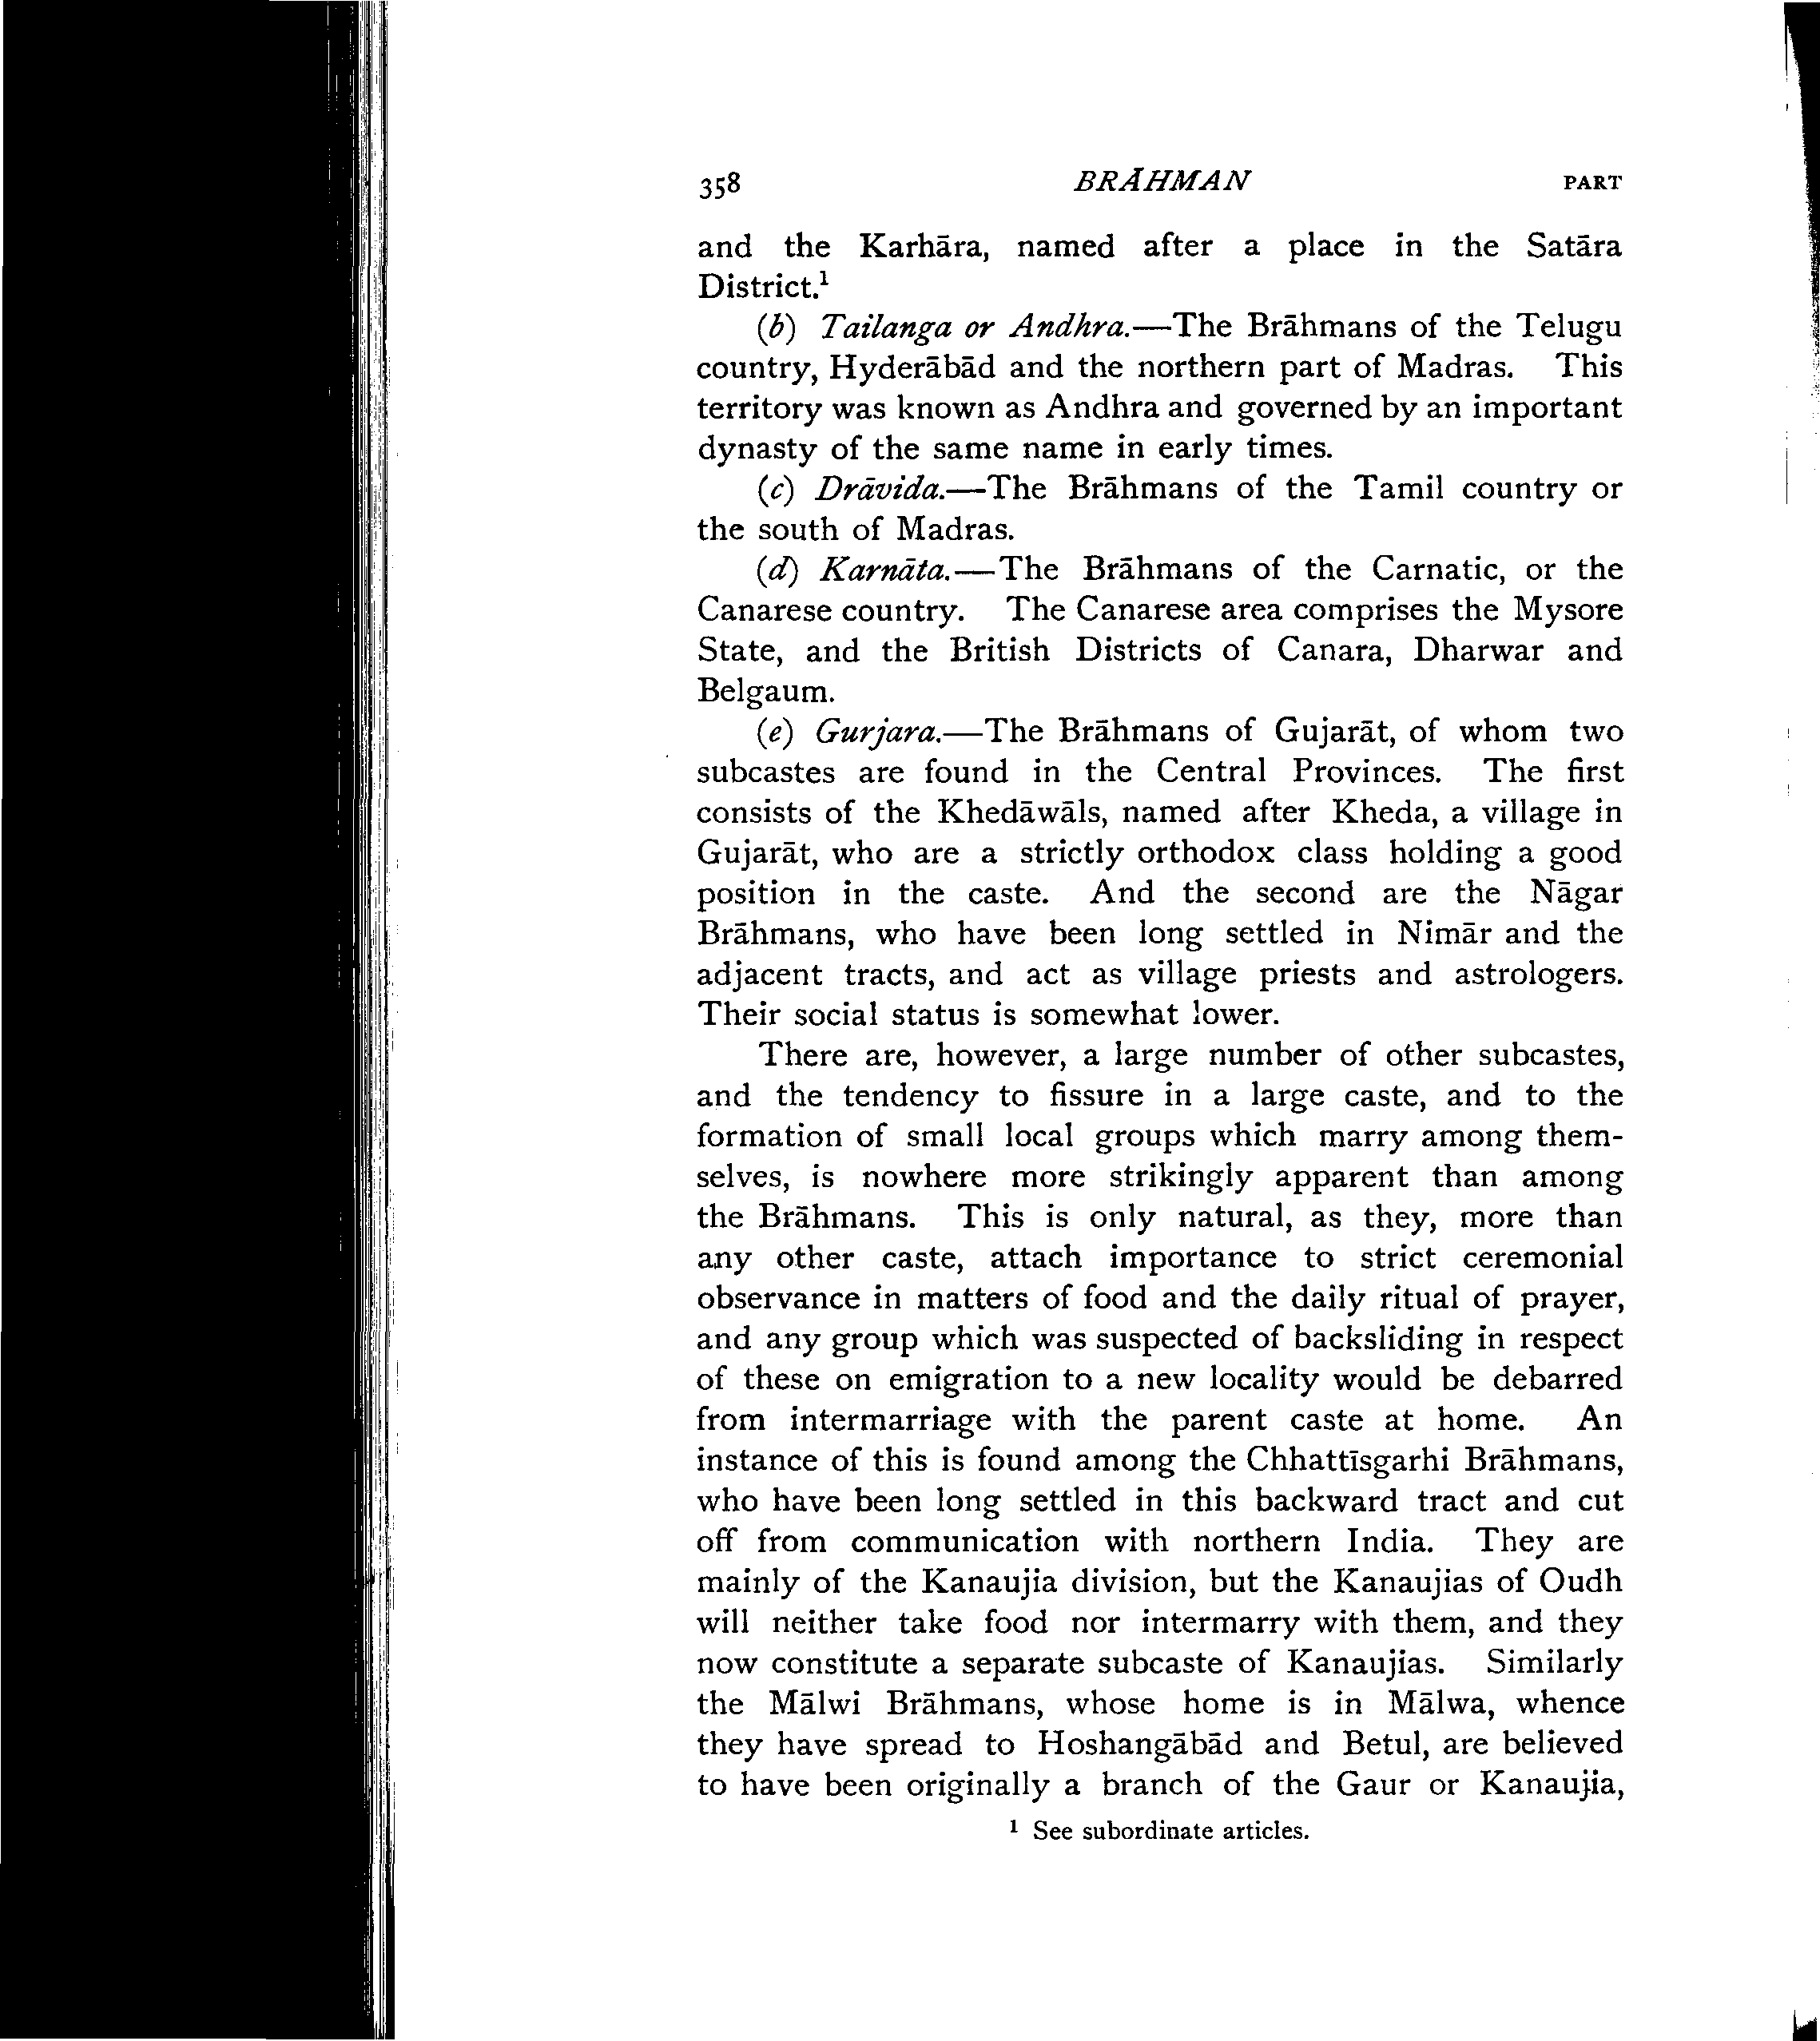 358 BRĀHMAN PART
and the Karhāra, named after a place in the Satāra
District.¹
(b) Tailanga or Andhra.—The Brāhmans of the Telugu
country, Hyderābād and the northern part of Madras. This
territory was known as Andhra and governed by an important
dynasty of the same name in early times.
(c) Drāvida.—The Brāhmans of the Tamil country or
the south of Madras.
(d) Karnāta.—The Brāhmans of the Carnatic, or the
Canarese country. The Canarese area comprises the Mysore
State, and the British Districts of Canara, Dharwar and
Belgaum.
(e) Gurjara.—The Brāhmans of Gujarāt, of whom two
subcastes are found in the Central Provinces. The first
consists of the Khedāwāls, named after Kheda, a village in
Gujarāt, who are a strictly orthodox class holding a good
position in the caste. And the second are the Nāgar
Brāhmans, who have been long settled in Nimār and the
adjacent tracts, and act as village priests and astrologers.
Their social status is somewhat lower.
There are, however, a large number of other subcastes,
and the tendency to fissure in a large caste, and to the
formation of small local groups which marry among them-
selves, is nowhere more strikingly apparent than among
the Brāhmans. This is only natural, as they, more than
any other caste, attach importance to strict ceremonial
observance in matters of food and the daily ritual of prayer,
and any group which was suspected of backsliding in respect
of these on emigration to a new locality would be debarred
from intermarriage with the parent caste at home. An
instance of this is found among the Chhattīsgarhi Brāhmans,
who have been long settled in this backward tract and cut
off from communication with northern India. They are
mainly of the Kanaujia division, but the Kanaujias of Oudh
will neither take food nor intermarry with them, and they
now constitute a separate subcaste of Kanaujias. Similarly
the Mālwi Brāhmans, whose home is in Mālwa, whence
they have spread to Hoshangābād and Betul, are believed
to have been originally a branch of the Gaur or Kanaujia,
¹ See subordinate articles.